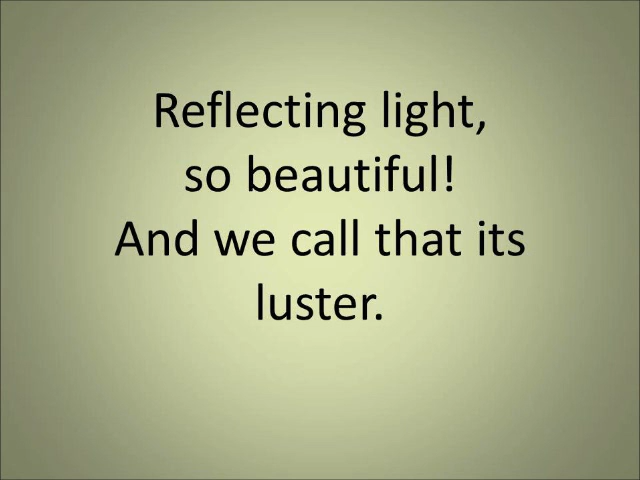 Reflecting light,
so beautiful!
And we call that its
luster.